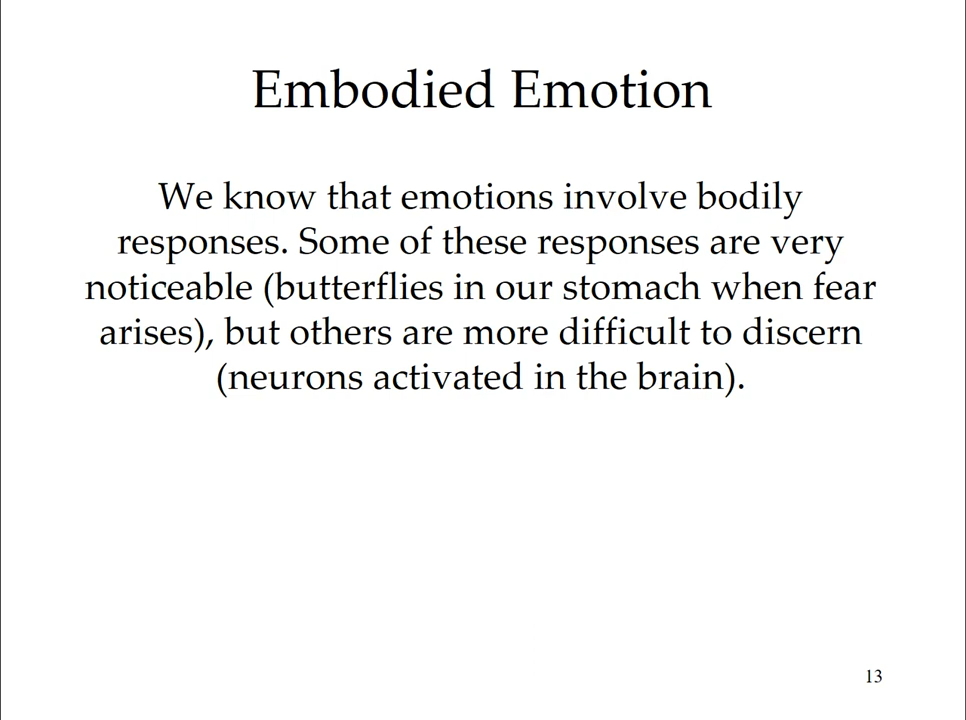 Embodied Emotion
We know that emotions involve bodily
responses. Some of these responses are very
noticeable (butterflies in our stomach when fear
arises), but others are more difficult to discern
(neurons activated in the brain).
13